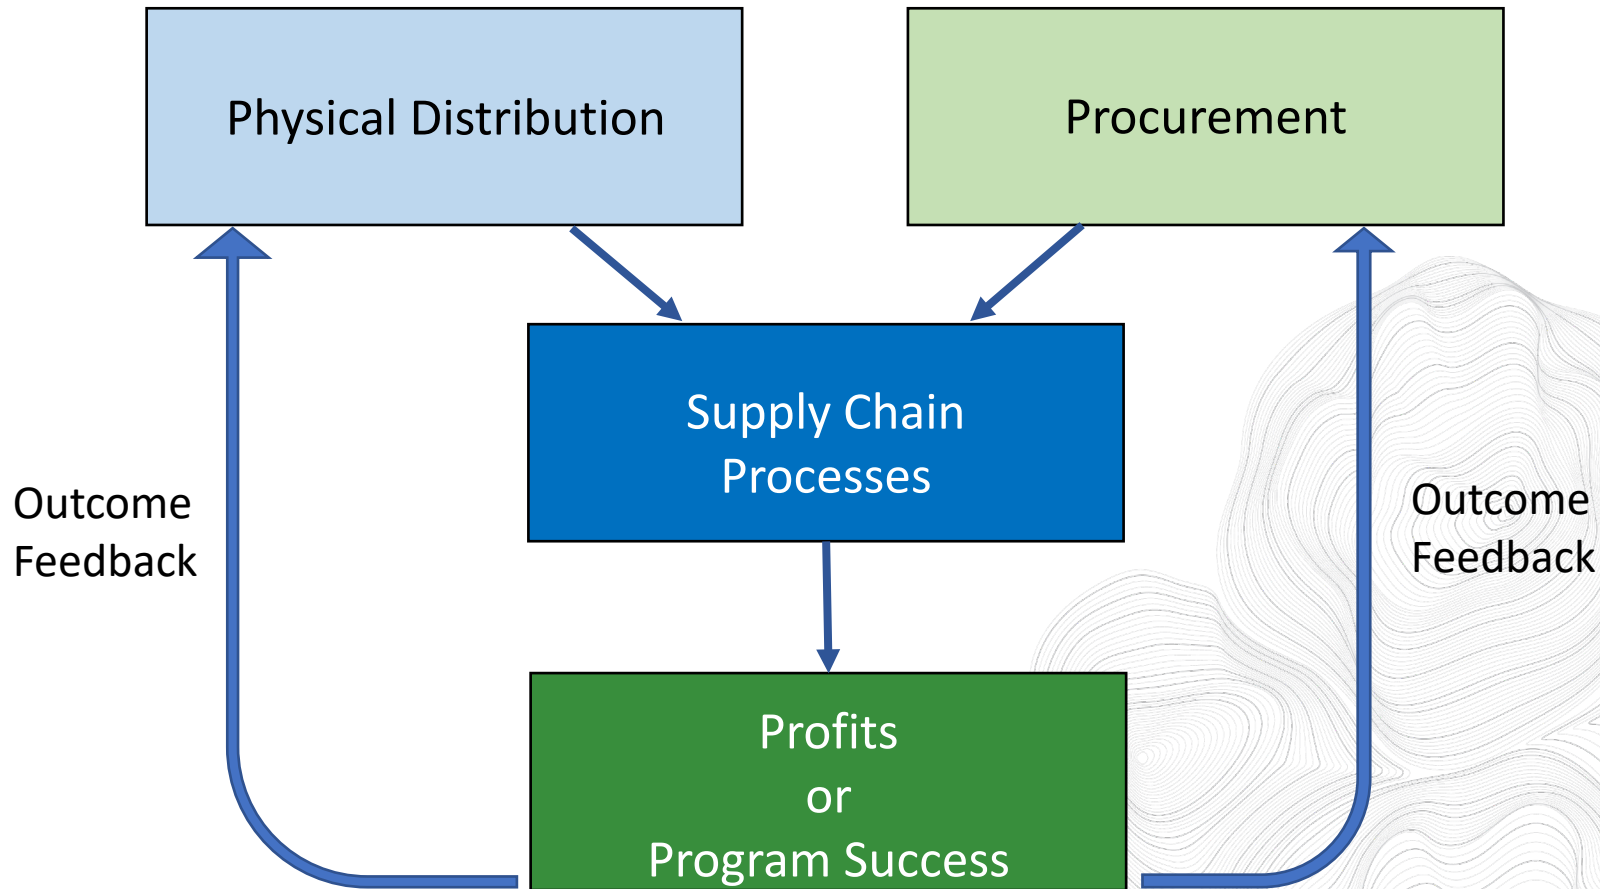 Physical Distribution
Procurement
Supply Chain
Processes
Outcome
Feedback
Outcome
Feedback
Profits
or
Program Success